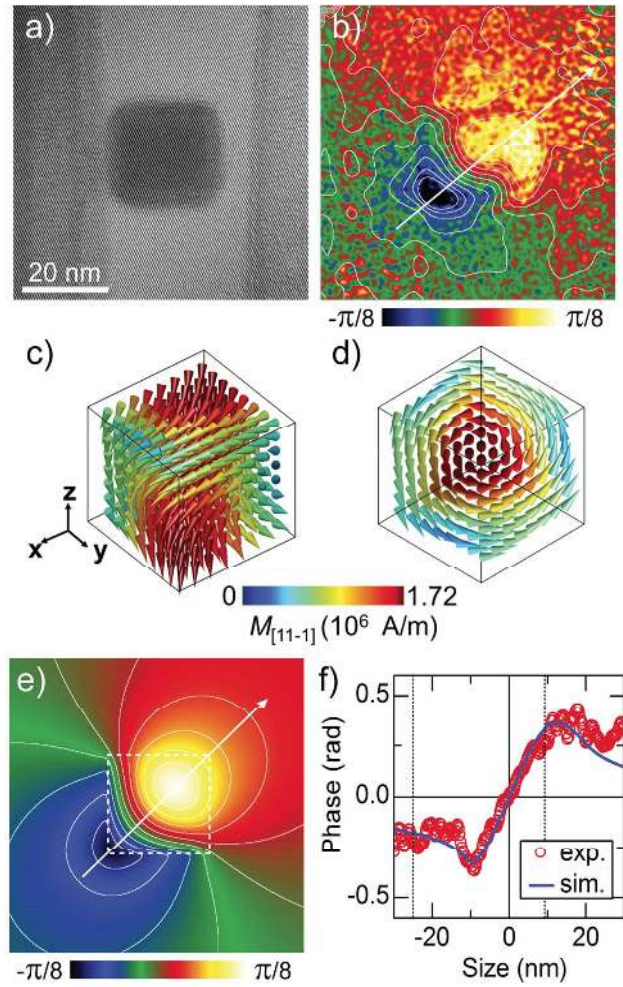 a)
b)
20 nm
-π/8 π/8
c)
d)
z
x y
0 1.72
M[11-1] (10⁶ A/m)
e)
f)
0.5
0.0
-0.5
Phase (rad)
exp.
sim.
-20 0 20
Size (nm)
-π/8 π/8